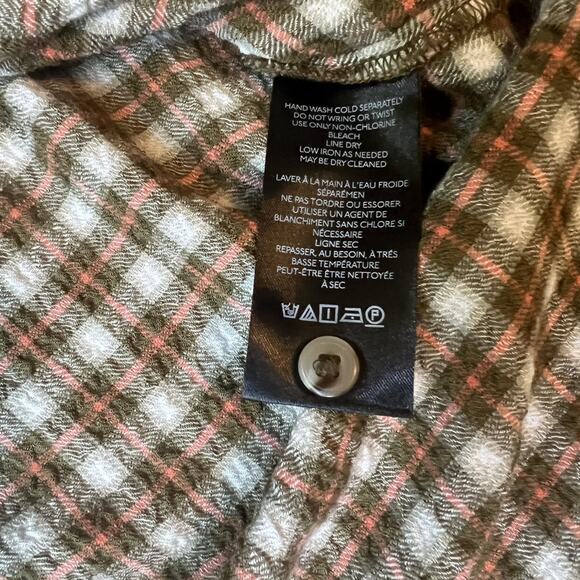 HAND WASH COLD SEPARATELY
DO NOT WRING OR TWIST
USE ONLY NON-CHLORINE
BLEACH
LINE DRY
LOW IRON AS NEEDED
MAY BE DRY CLEANED
LAVER À LA MAIN À L'EAU FROIDE
SÉPARÉMEN
NE PAS TORDRE OU ESSORER
UTILISER UN AGENT DE
BLANCHIMENT SANS CHLORE SI
LIGNE SEC
REPASSER, AU BESOIN, À TRÈS
BASSE TEMPÉRATURE
PEUT-ÊTRE ÊTRE NETTOYÉE
À SEC